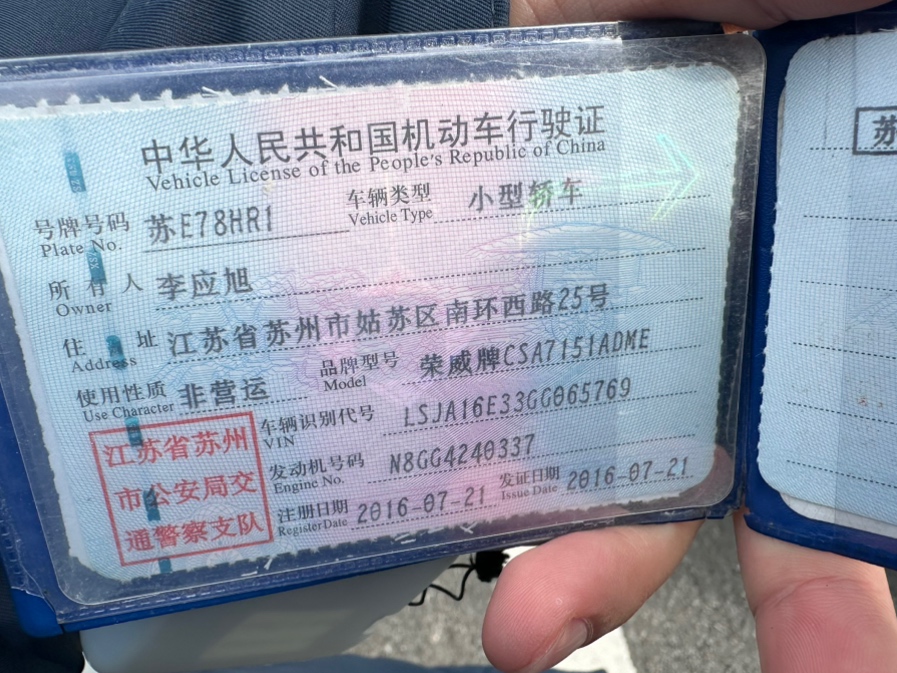 中华人民共和国机动车行驶证
Vehicle License of the People's Republic of China
号牌号码 苏E78HR1 车辆类型 小型轿车
Plate No. Vehicle Type
所有人 李应旭
Owner
住址 江苏省苏州市姑苏区南环西路25号
Address
使用性质 非营运 品牌型号 荣威牌CSA7151ADME
Use Character Model
江苏省苏州
市公安局交
通警察支队
车辆识别代号 LSJA16E33GG065769
VIN
发动机号码 N8GG4240337
Engine No.
注册日期 2016-07-21 发证日期 2016-07-21
Register Date Issue Date
苏